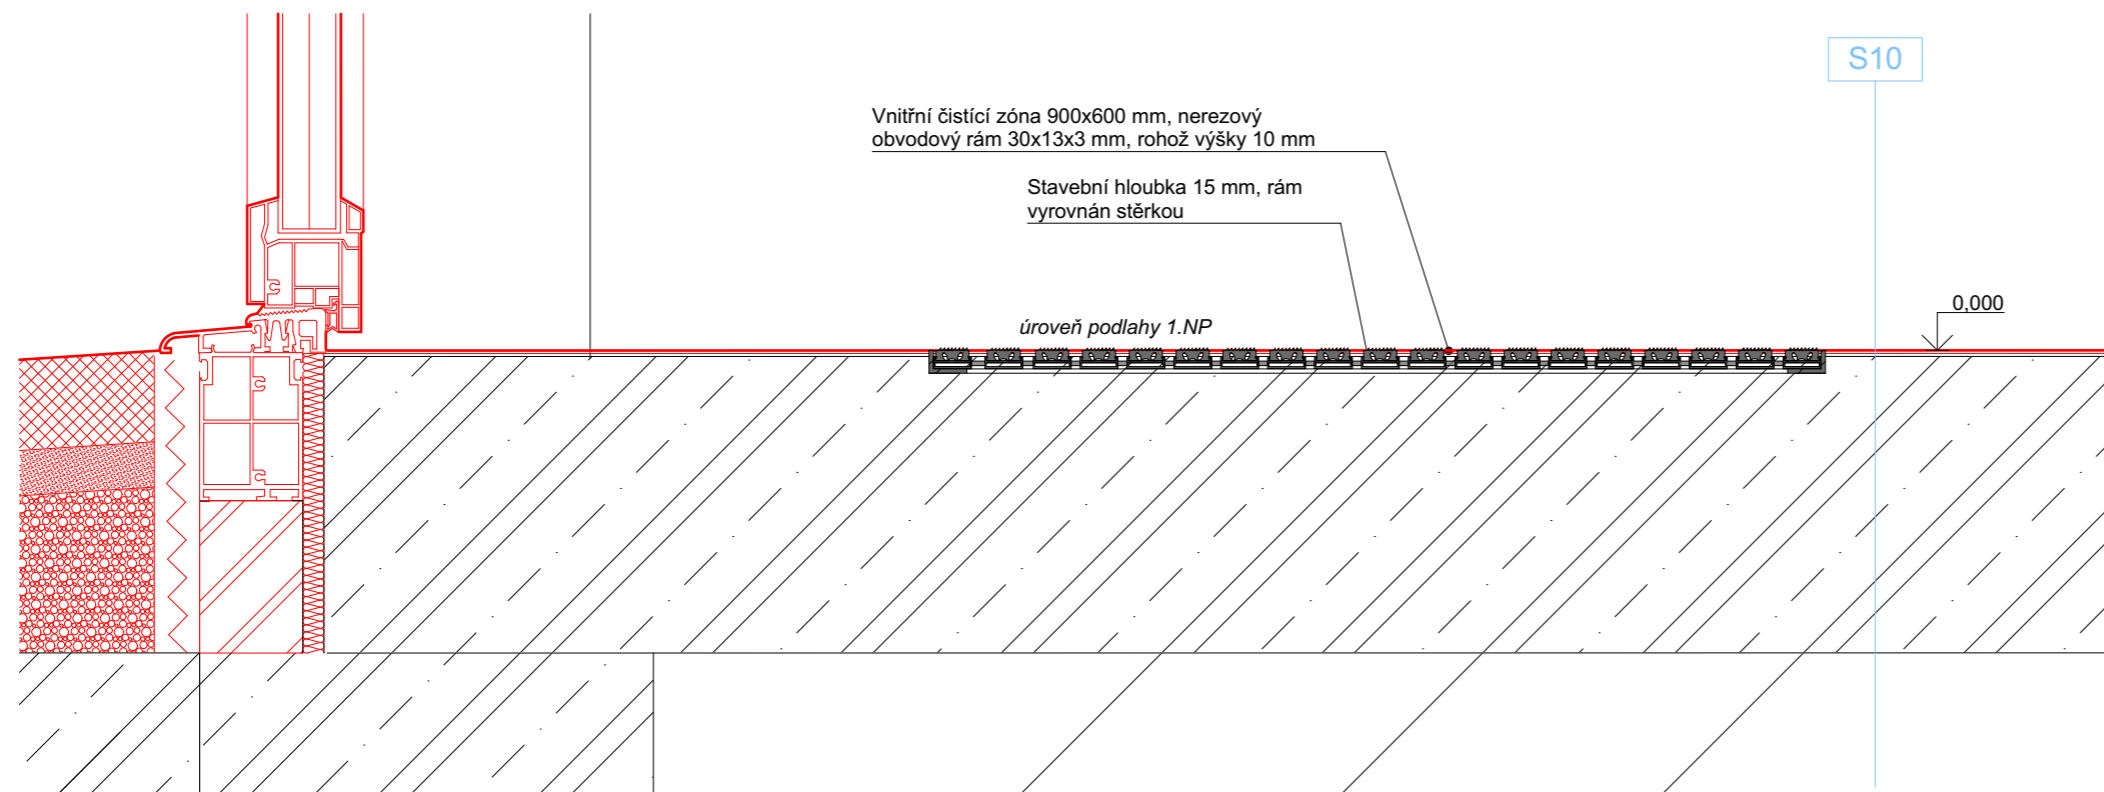 S10
Vnitřní čistící zóna 900x600 mm, nerezový
obvodový rám 30x13x3 mm, rohož výšky 10 mm
Stavební hloubka 15 mm, rám
vyrovnán stěrkou
0,000
úroveň podlahy 1.NP